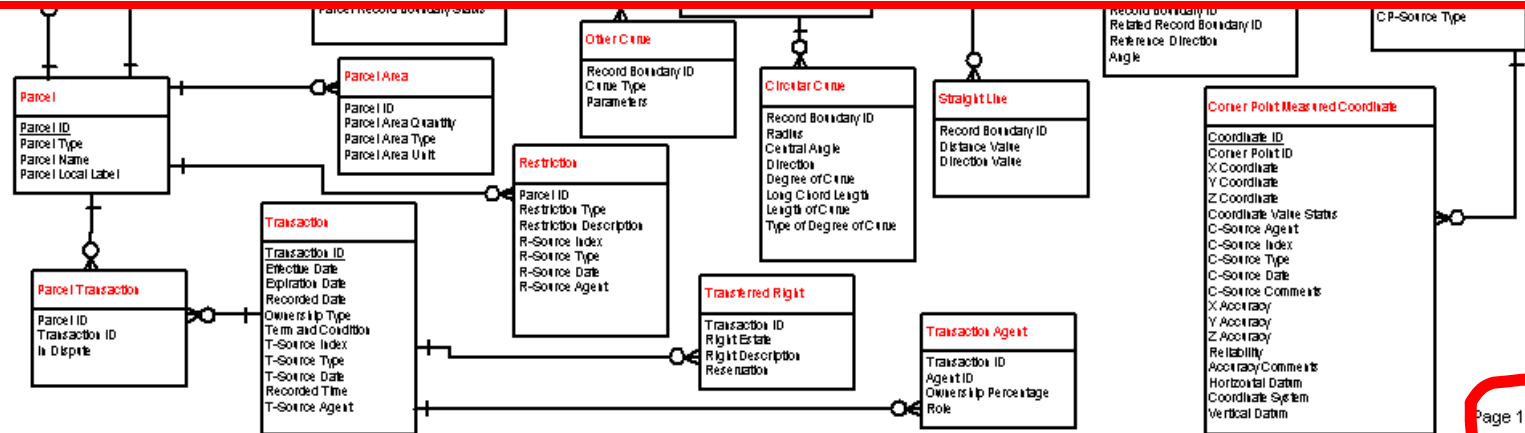 Parcel Record Boundary Status
Other Curve
Record Boundary ID
Curve Type
Parameters
Record Boundary ID
Related Record Boundary ID
Reference Direction
Angle
CP-Source Type
Parcel
Parcel ID
Parcel Type
Parcel Name
Parcel Local Label
Parcel Area
Parcel ID
Parcel Area Quantity
Parcel Area Type
Parcel Area Unit
Circular Curve
Record Boundary ID
Radius
Central Angle
Direction
Degree of Curve
Long Chord Length
Length of Curve
Type of Degree of Curve
Straight Line
Record Boundary ID
Distance Value
Direction Value
Corner Point Measured Coordinate
Coordinate ID
Corner Point ID
X Coordinate
Y Coordinate
Z Coordinate
Coordinate Value Status
C-Source Agent
C-Source Index
C-Source Type
C-Source Date
C-Source Comments
X Accuracy
Y Accuracy
Z Accuracy
Reliability
Accuracy Comments
Horizontal Datum
Coordinate System
Vertical Datum
Restriction
Parcel ID
Restriction Type
Restriction Description
R-Source Index
R-Source Type
R-Source Date
R-Source Agent
Transaction
Transaction ID
Effective Date
Expiration Date
Recorded Date
Ownership Type
Term and Condition
T-Source Index
T-Source Type
T-Source Date
Recorded Time
T-Source Agent
Parcel Transaction
Parcel ID
Transaction ID
In Dispute
Transferred Right
Transaction ID
Right Estate
Right Description
Reservation
Transaction Agent
Transaction ID
Agent ID
Ownership Percentage
Role
Page 1